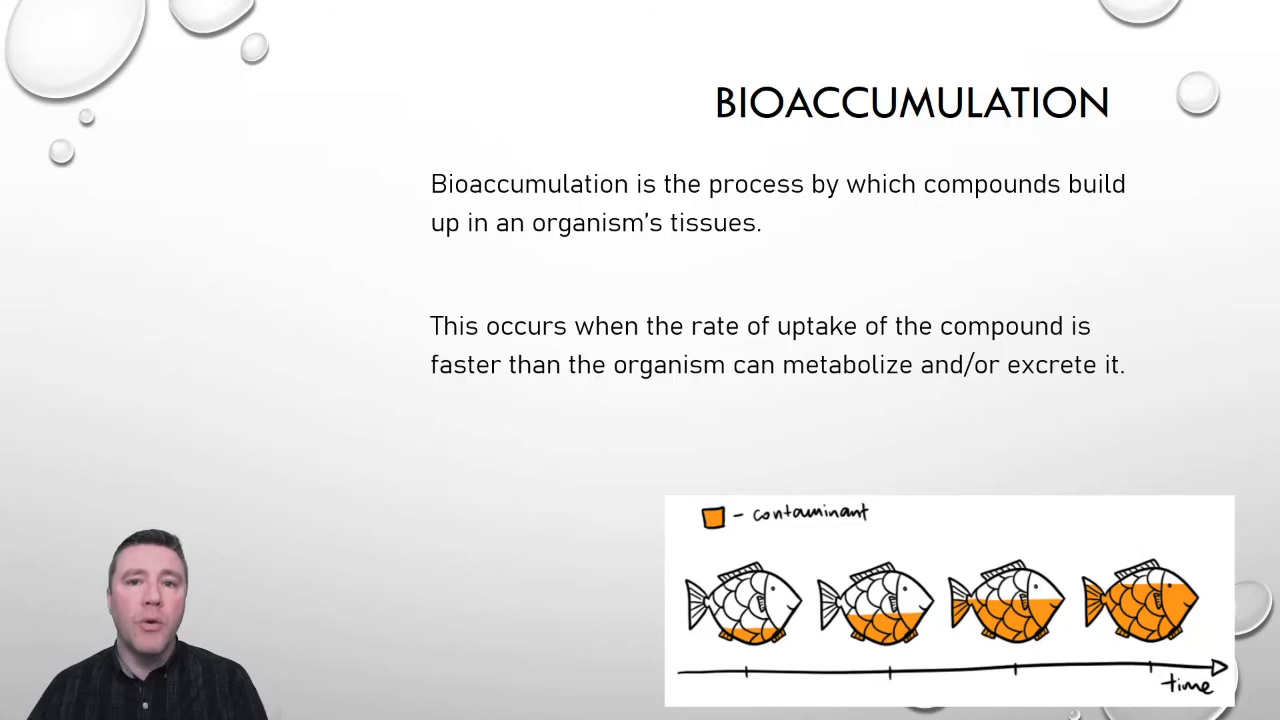 BIOACCUMULATION
Bioaccumulation is the process by which compounds build
up in an organism's tissues.
This occurs when the rate of uptake of the compound is
faster than the organism can metabolize and/or excrete it.
- contaminant
time